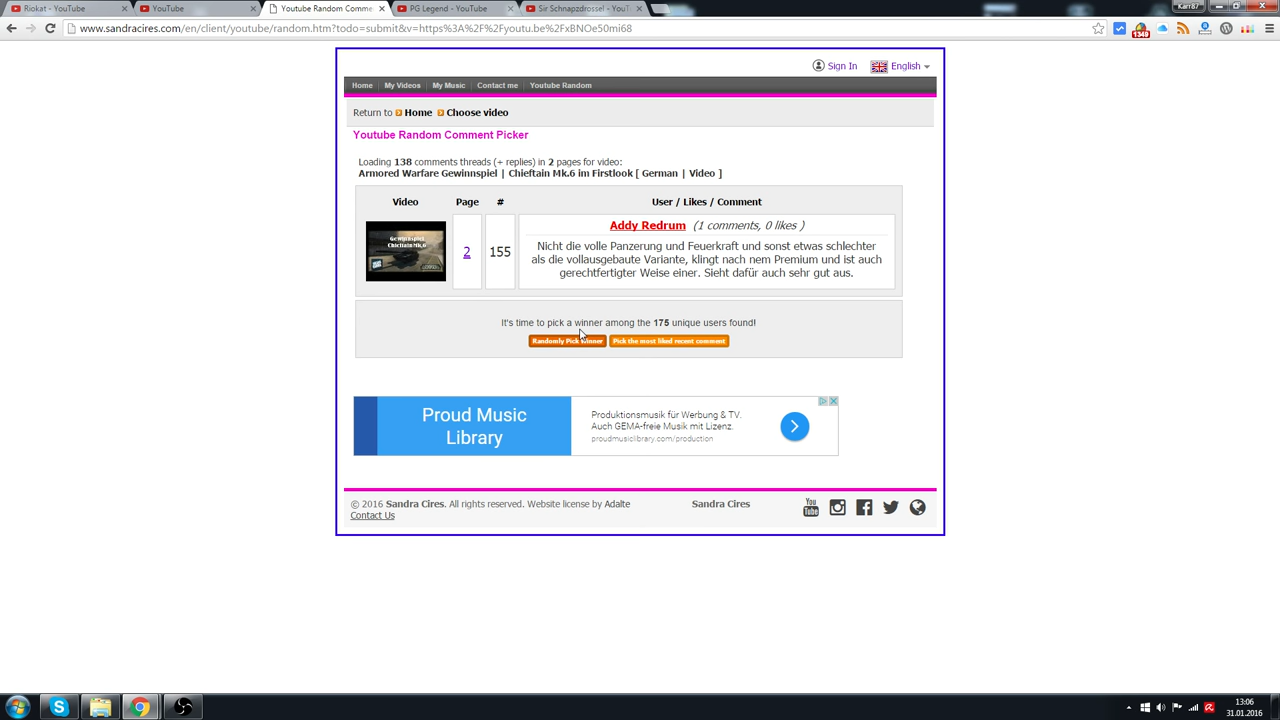 Riokat - YouTube
YouTube
Youtube Random Comme
PG Legend - YouTube
Sir Schnapzdrossel - YouT
Karr87
www.sandracires.com/en/client/youtube/random.htm?todo=submit&v=https%3A%2F%2Fyoutu.be%2FxBNOe50mi68
1349
Sign In
English
Home
My Videos
My Music
Contact me
Youtube Random
Return to Home Choose video
Youtube Random Comment Picker
Loading 138 comments threads (+ replies) in 2 pages for video:
Armored Warfare Gewinnspiel | Chieftain Mk.6 im Firstlook [ German | Video ]
Video
Page
#
User / Likes / Comment
Gewinnspiel
Chieftain Mk.6
2
155
Addy Redrum (1 comments, 0 likes )
Nicht die volle Panzerung und Feuerkraft und sonst etwas schlechter
als die vollausgebaute Variante, klingt nach nem Premium und ist auch
gerechtfertigter Weise einer. Sieht dafür auch sehr gut aus.
It's time to pick a winner among the 175 unique users found!
Randomly Pick Winner
Pick the most liked recent comment
Proud Music
Library
Produktionsmusik für Werbung & TV.
Auch GEMA-freie Musik mit Lizenz.
proudmusiclibrary.com/production
© 2016 Sandra Cires. All rights reserved. Website license by Adalte
Contact Us
Sandra Cires
You
Tube
13:06
31.01.2016